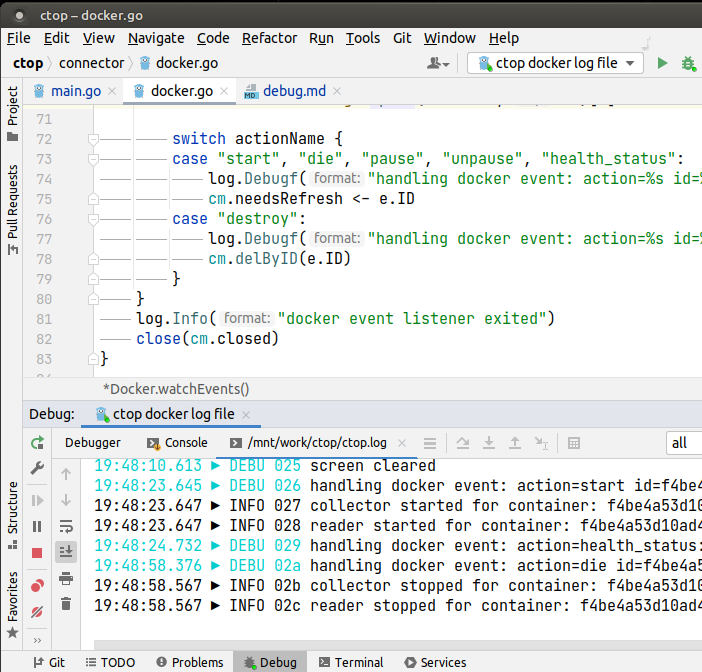 ctop – docker.go
File Edit View Navigate Code Refactor Run Tools Git Window Help
ctop connector docker.go ctop docker log file
main.go docker.go debug.md
Project
Pull Requests
Structure
Favorites
71
72 switch actionName {
73 case "start", "die", "pause", "unpause", "health_status":
74 log.Debugf( format: "handling docker event: action=%s id=
75 cm.needsRefresh <- e.ID
76 case "destroy":
77 log.Debugf( format: "handling docker event: action=%s id=
78 cm.delByID(e.ID)
79 }
80 }
81 log.Info( format: "docker event listener exited")
82 close(cm.closed)
83 }
*Docker.watchEvents()
Debug: ctop docker log file
Debugger Console /mnt/work/ctop/ctop.log all
19:48:10.613 ▶ DEBU 025 screen cleared
19:48:23.645 ▶ DEBU 026 handling docker event: action=start id=f4be4
19:48:23.647 ▶ INFO 027 collector started for container: f4be4a53d10
19:48:23.647 ▶ INFO 028 reader started for container: f4be4a53d10ad4
19:48:24.732 ▶ DEBU 029 handling docker event: action=health_status:
19:48:58.376 ▶ DEBU 02a handling docker event: action=die id=f4be4a5
19:48:58.567 ▶ INFO 02b collector stopped for container: f4be4a53d10
19:48:58.567 ▶ INFO 02c reader stopped for container: f4be4a53d10ad4
Git TODO Problems Debug Terminal Services